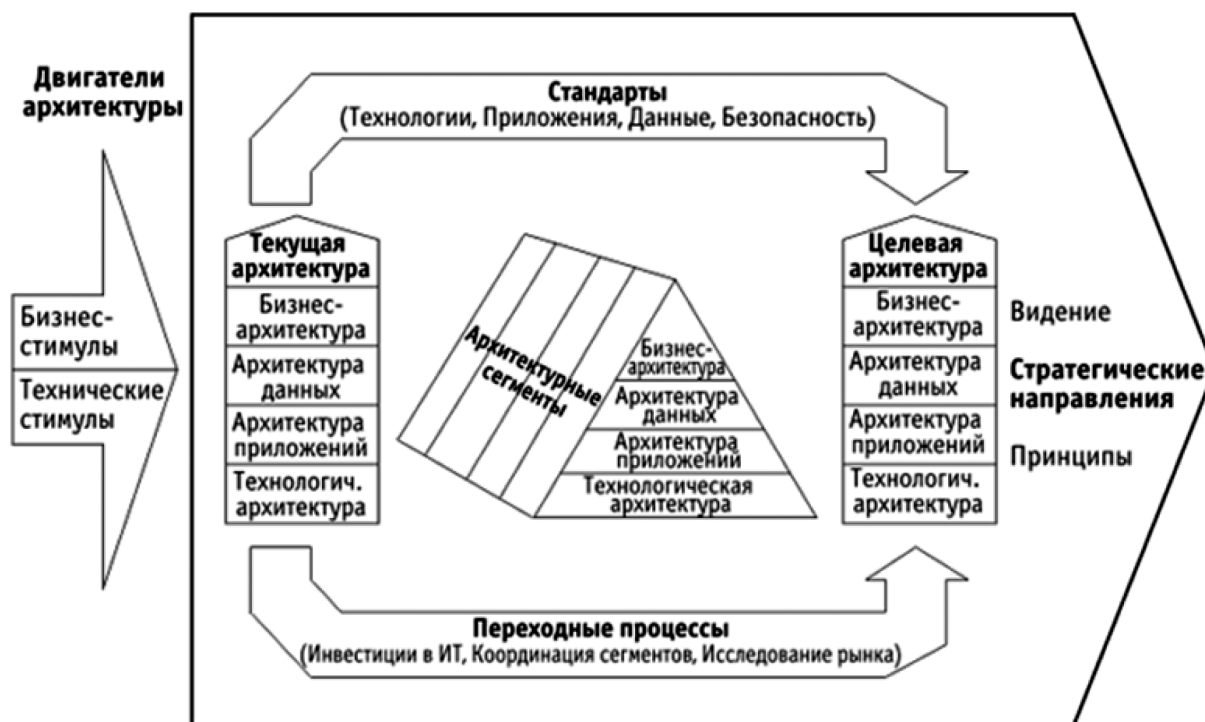 Двигатели
архитектуры
Бизнес-
стимулы
Технические
стимулы
Стандарты
(Технологии, Приложения, Данные, Безопасность)
Текущая
архитектура
Бизнес-
архитектура
Архитектура
данных
Архитектура
приложений
Технологич.
архитектура
Архитектурные
сегменты
Бизнес-
архитектура
Архитектура
данных
Архитектура
приложений
Технологическая
архитектура
Целевая
архитектура
Бизнес-
архитектура
Архитектура
данных
Архитектура
приложений
Технологич.
архитектура
Видение
Стратегические
направления
Принципы
Переходные процессы
(Инвестиции в ИТ, Координация сегментов, Исследование рынка)